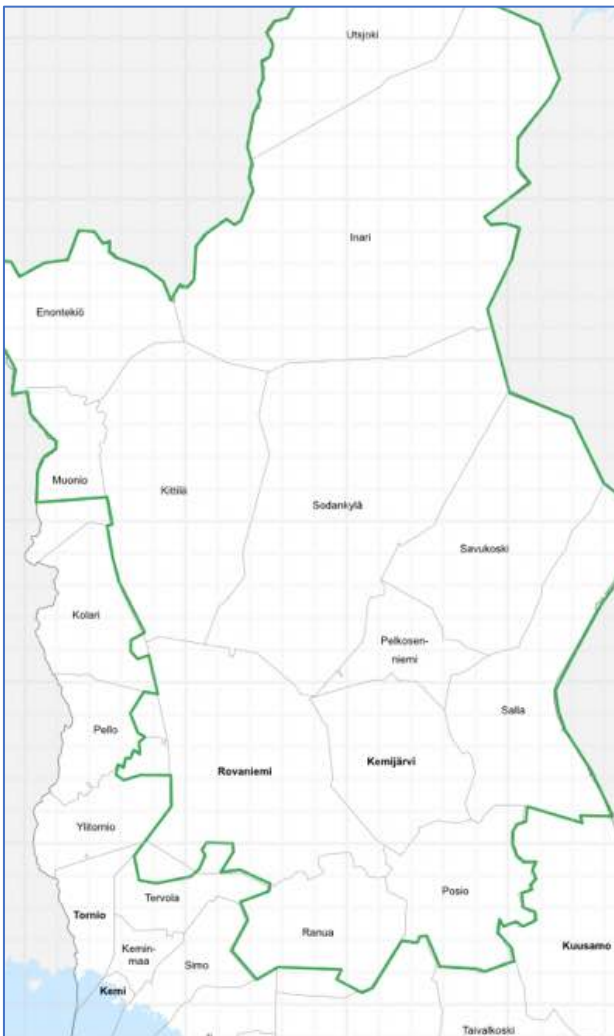 Utsjoki
Inari
Enontekiö
Muonio
Kittilä
Sodankylä
Savukoski
Kolari
Pelkosen-
niemi
Salla
Pello
Rovaniemi
Kemijärvi
Ylitornio
Tervola
Posio
Tornio
Ranua
Kemin-
maa
Simo
Kuusamo
Kemi
Taivalkoski